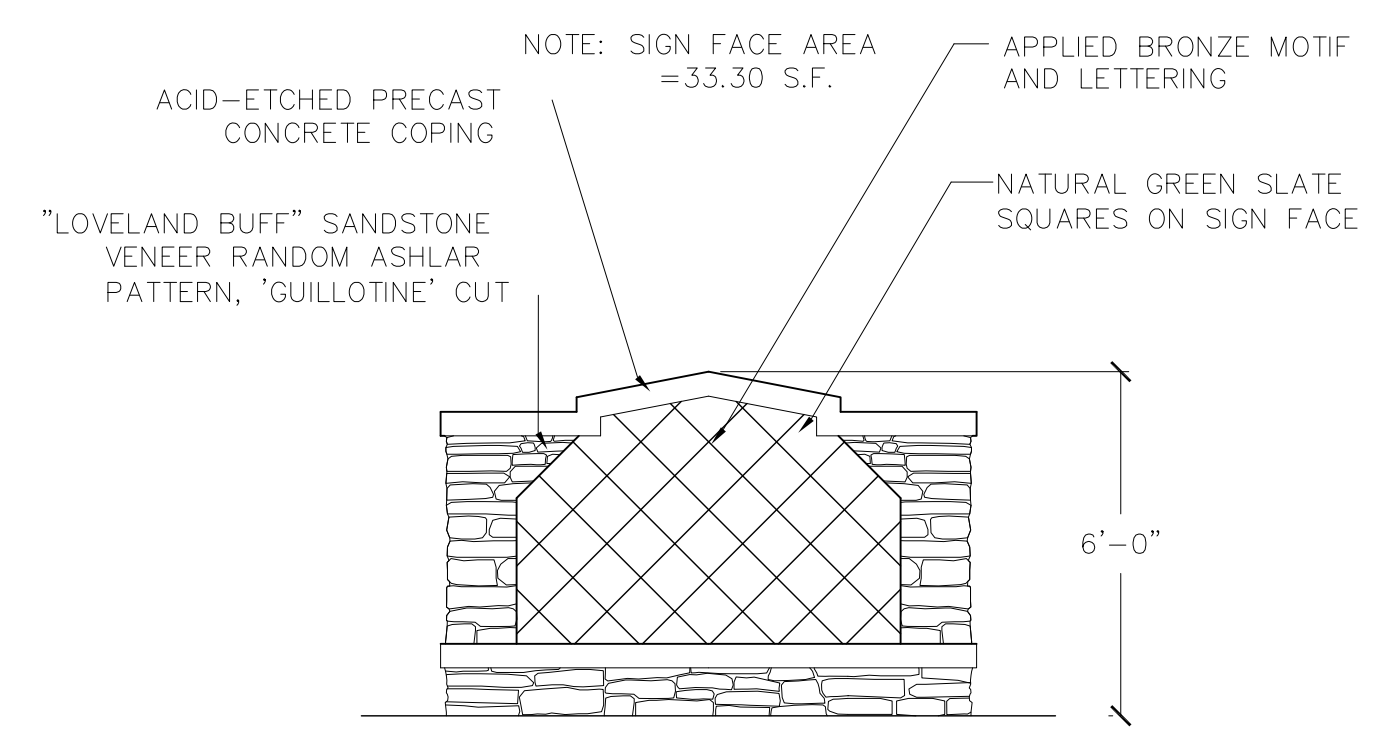 NOTE: SIGN FACE AREA
=33.30 S.F.
APPLIED BRONZE MOTIF
AND LETTERING
ACID-ETCHED PRECAST
CONCRETE COPING
NATURAL GREEN SLATE
SQUARES ON SIGN FACE
"LOVELAND BUFF" SANDSTONE
VENEER RANDOM ASHLAR
PATTERN, 'GUILLOTINE' CUT
6'-0"